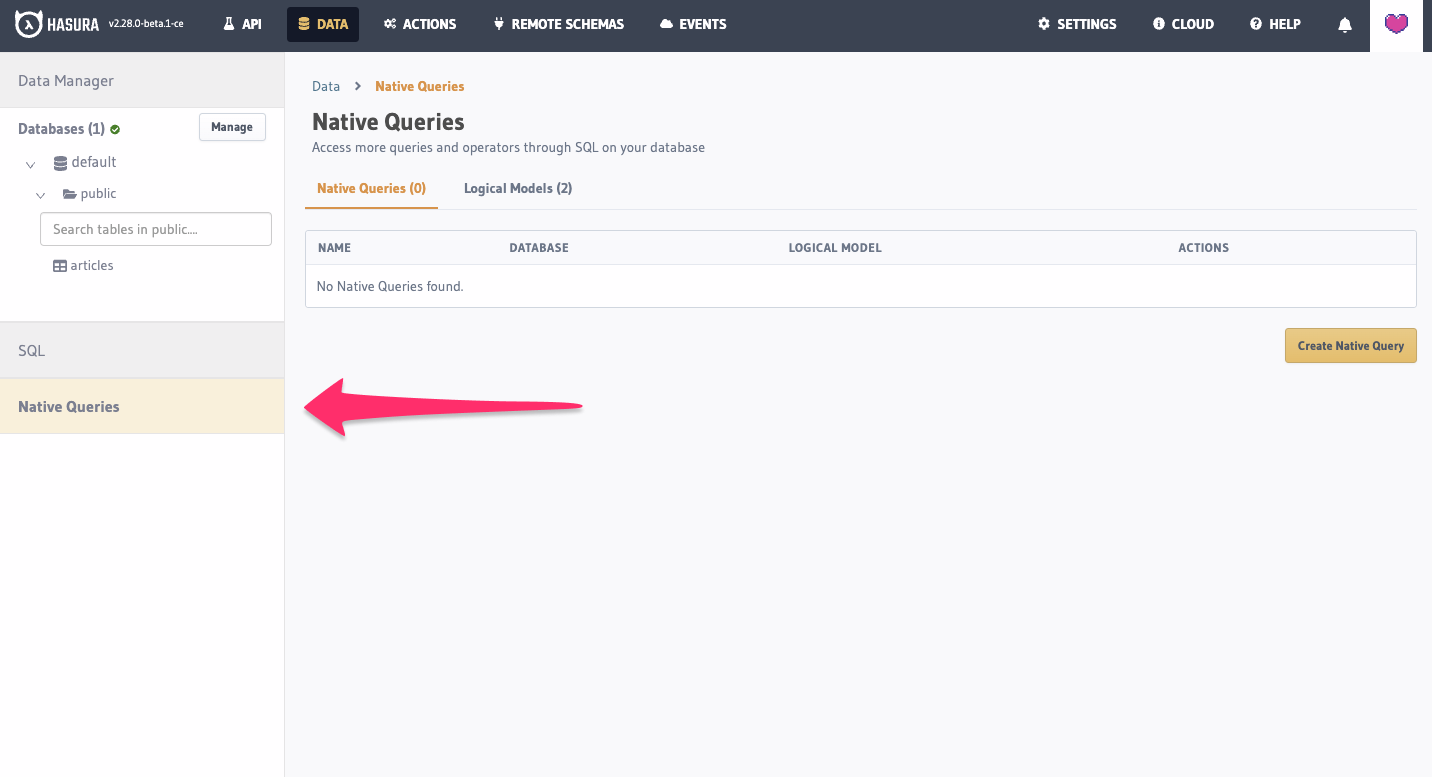 HASURA v2.28.0-beta.1-ce API DATA ACTIONS REMOTE SCHEMAS EVENTS SETTINGS CLOUD HELP
Data Manager
Databases (1) Manage
default
public
Search tables in public....
articles
SQL
Native Queries
Data > Native Queries
Native Queries
Access more queries and operators through SQL on your database
Native Queries (0) Logical Models (2)
NAME DATABASE LOGICAL MODEL ACTIONS
No Native Queries found.
Create Native Query